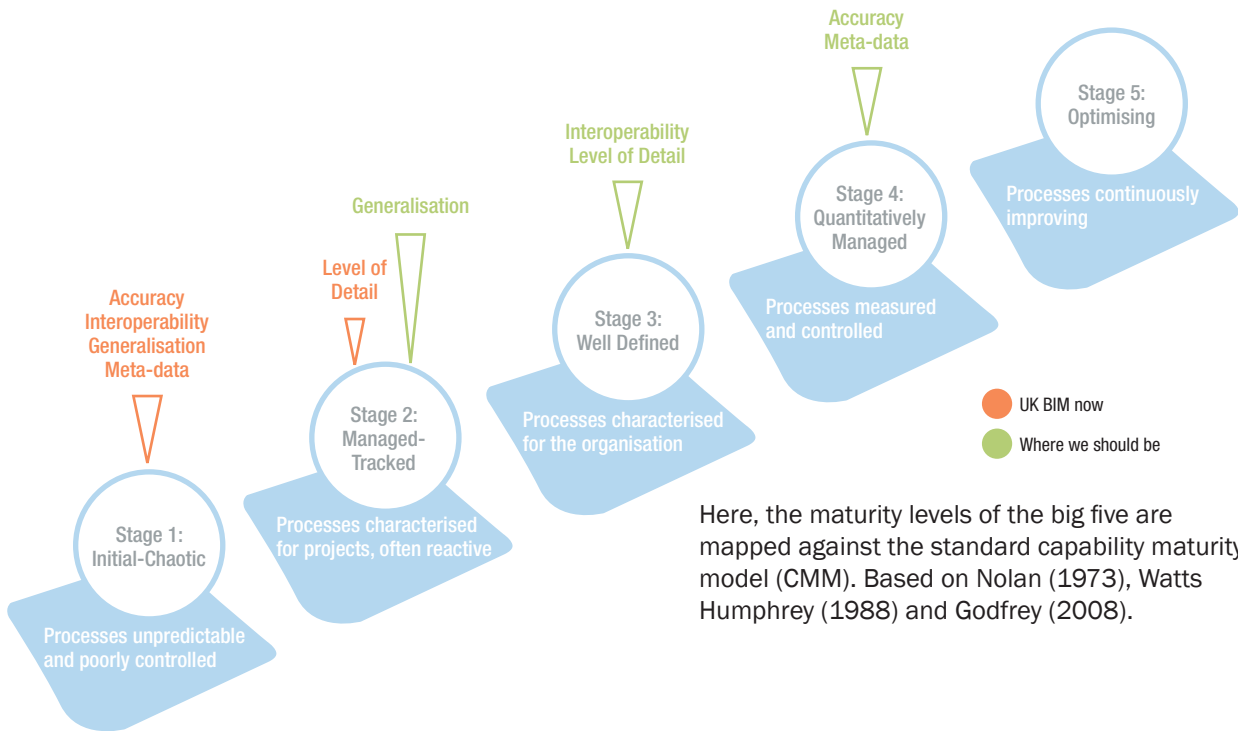 Accuracy
Interoperability
Generalisation
Meta-data
Stage 1:
Initial-Chaotic
Processes unpredictable
and poorly controlled
Level of
Detail
Generalisation
Stage 2:
Managed-
Tracked
Processes characterised
for projects, often reactive
Interoperability
Level of Detail
Stage 3:
Well Defined
Processes characterised
for the organisation
Accuracy
Meta-data
Stage 4:
Quantitatively
Managed
Processes measured
and controlled
Stage 5:
Optimising
Processes continuously
improving
UK BIM now
Where we should be
Here, the maturity levels of the big five are
mapped against the standard capability maturity
model (CMM). Based on Nolan (1973), Watts
Humphrey (1988) and Godfrey (2008).